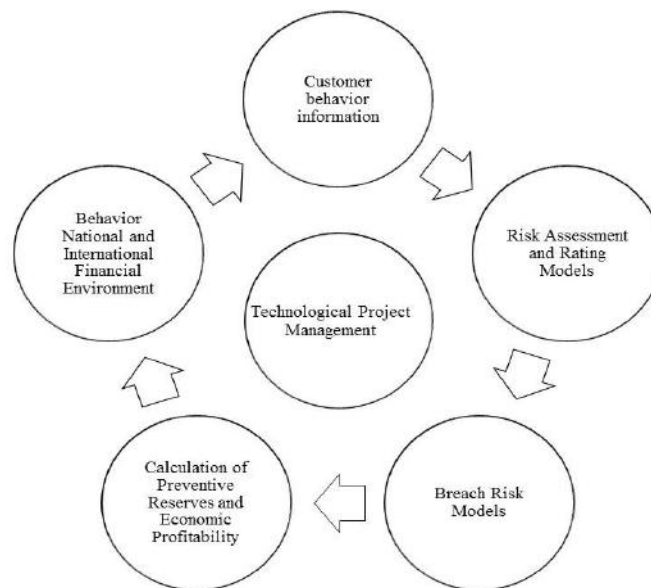 Customer
behavior
information
Behavior
National and
International
Financial
Environment
Risk Assessment
and Rating
Models
Technological Project
Management
Calculation of
Preventive
Reserves and
Economic
Profitability
Breach Risk
Models